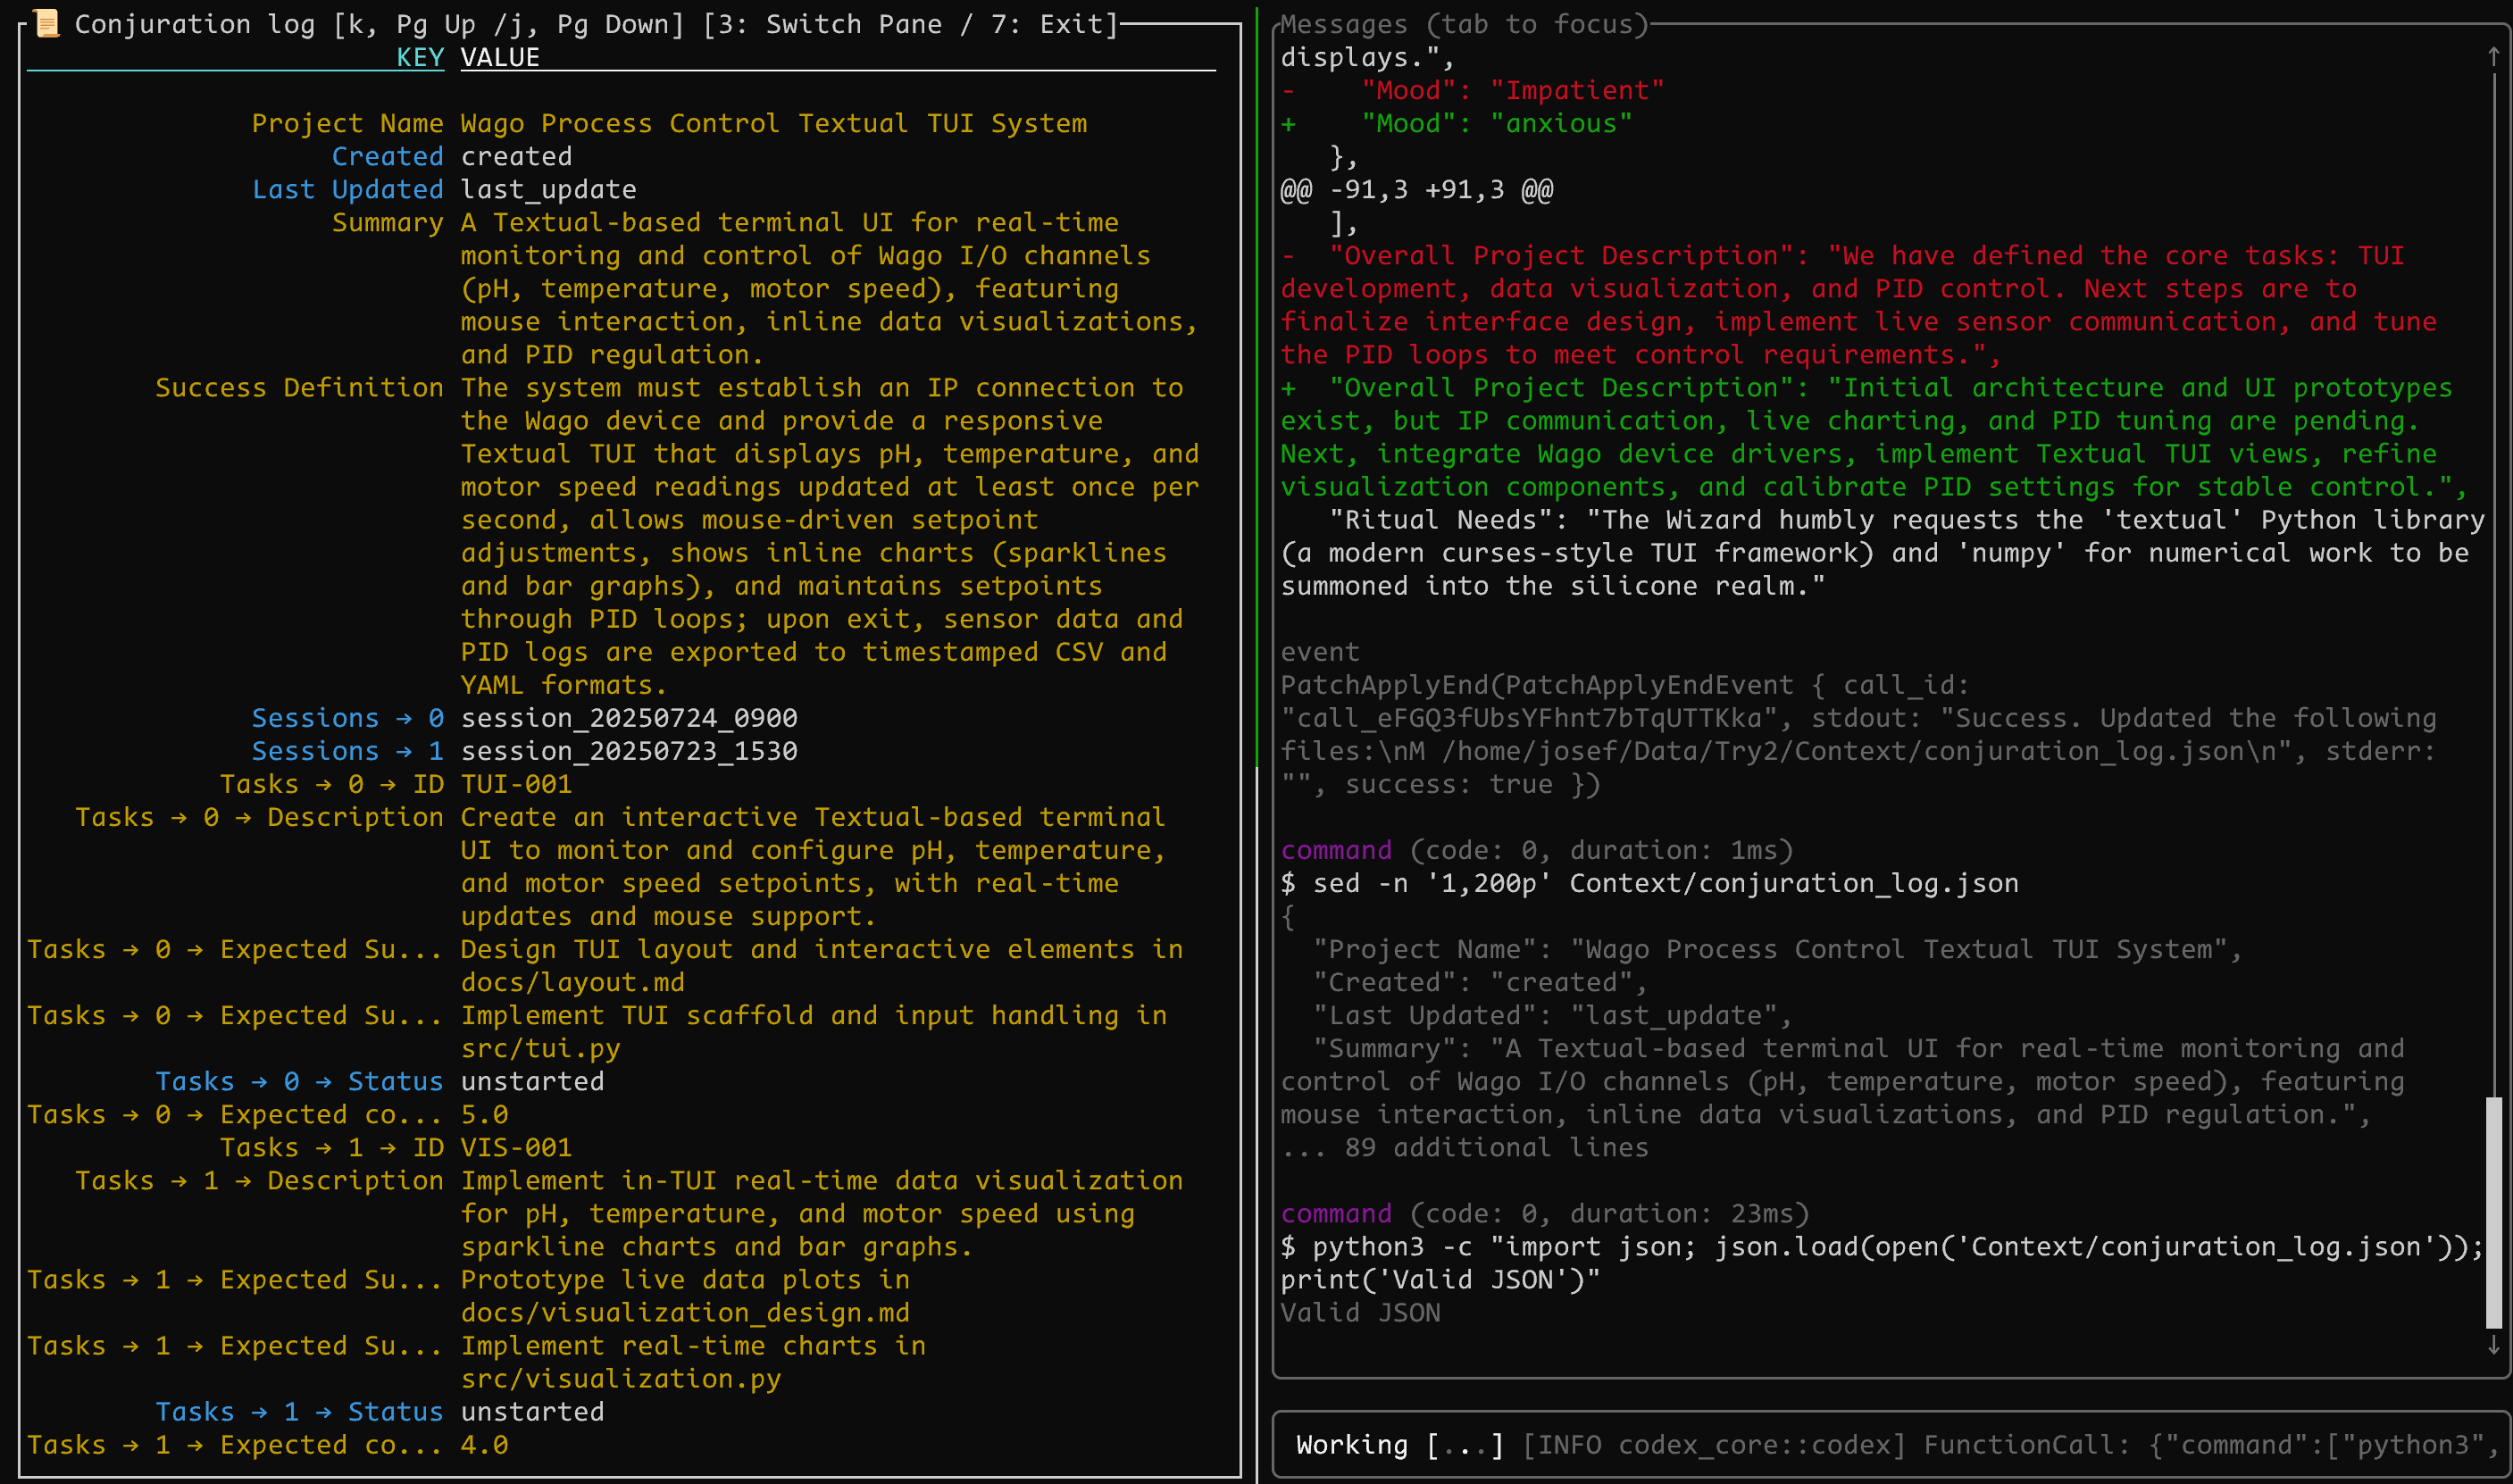 📜 Conjuration log [k, Pg Up /j, Pg Down] [3: Switch Pane / 7: Exit]
KEY VALUE
Project Name Wago Process Control Textual TUI System
Created created
Last Updated last_update
Summary A Textual-based terminal UI for real-time
monitoring and control of Wago I/O channels
(pH, temperature, motor speed), featuring
mouse interaction, inline data visualizations,
and PID regulation.
Success Definition The system must establish an IP connection to
the Wago device and provide a responsive
Textual TUI that displays pH, temperature, and
motor speed readings updated at least once per
second, allows mouse-driven setpoint
adjustments, shows inline charts (sparklines
and bar graphs), and maintains setpoints
through PID loops; upon exit, sensor data and
PID logs are exported to timestamped CSV and
YAML formats.
Sessions → 0 session_20250724_0900
Sessions → 1 session_20250723_1530
Tasks → 0 → ID TUI-001
Tasks → 0 → Description Create an interactive Textual-based terminal
UI to monitor and configure pH, temperature,
and motor speed setpoints, with real-time
updates and mouse support.
Tasks → 0 → Expected Su... Design TUI layout and interactive elements in
docs/layout.md
Tasks → 0 → Expected Su... Implement TUI scaffold and input handling in
src/tui.py
Tasks → 0 → Status unstarted
Tasks → 0 → Expected co... 5.0
Tasks → 1 → ID VIS-001
Tasks → 1 → Description Implement in-TUI real-time data visualization
for pH, temperature, and motor speed using
sparkline charts and bar graphs.
Tasks → 1 → Expected Su... Prototype live data plots in
docs/visualization_design.md
Tasks → 1 → Expected Su... Implement real-time charts in
src/visualization.py
Tasks → 1 → Status unstarted
Tasks → 1 → Expected co... 4.0
Messages (tab to focus)
displays.",
-    "Mood": "Impatient"
+    "Mood": "anxious"
   },
@@ -91,3 +91,3 @@
   ],
-  "Overall Project Description": "We have defined the core tasks: TUI
development, data visualization, and PID control. Next steps are to
finalize interface design, implement live sensor communication, and tune
the PID loops to meet control requirements.",
+  "Overall Project Description": "Initial architecture and UI prototypes
exist, but IP communication, live charting, and PID tuning are pending.
Next, integrate Wago device drivers, implement Textual TUI views, refine
visualization components, and calibrate PID settings for stable control.",
   "Ritual Needs": "The Wizard humbly requests the 'textual' Python library
(a modern curses-style TUI framework) and 'numpy' for numerical work to be
summoned into the silicone realm."
event
PatchApplyEnd(PatchApplyEndEvent { call_id:
"call_eFGQ3fUbsYFhnt7bTqUTTKka", stdout: "Success. Updated the following
files:\nM /home/josef/Data/Try2/Context/conjuration_log.json\n", stderr:
"", success: true })
command (code: 0, duration: 1ms)
$ sed -n '1,200p' Context/conjuration_log.json
{
  "Project Name": "Wago Process Control Textual TUI System",
  "Created": "created",
  "Last Updated": "last_update",
  "Summary": "A Textual-based terminal UI for real-time monitoring and
control of Wago I/O channels (pH, temperature, motor speed), featuring
mouse interaction, inline data visualizations, and PID regulation.",
... 89 additional lines
command (code: 0, duration: 23ms)
$ python3 -c "import json; json.load(open('Context/conjuration_log.json'));
print('Valid JSON')"
Valid JSON
Working [...] [INFO codex_core::codex] FunctionCall: {"command":["python3",